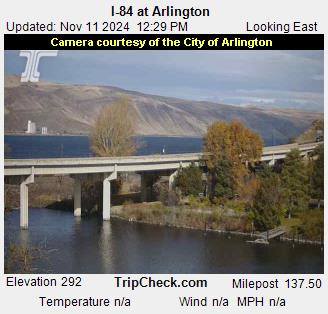 I-84 at Arlington
Updated: Nov 11 2024 12:29 PM Looking East
Camera courtesy of the City of Arlington
Elevation 292 TripCheck.com Milepost 137.50
Temperature n/a Wind n/a MPH n/a